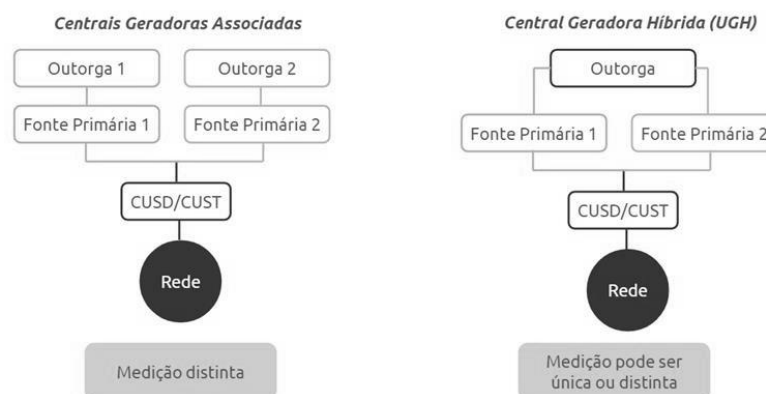 Centrais Geradoras Associadas
Outorga 1
Outorga 2
Fonte Primária 1
Fonte Primária 2
CUSD/CUST
Rede
Medição distinta
Central Geradora Híbrida (UGH)
Outorga
Fonte Primária 1
Fonte Primária 2
CUSD/CUST
Rede
Medição pode ser
única ou distinta